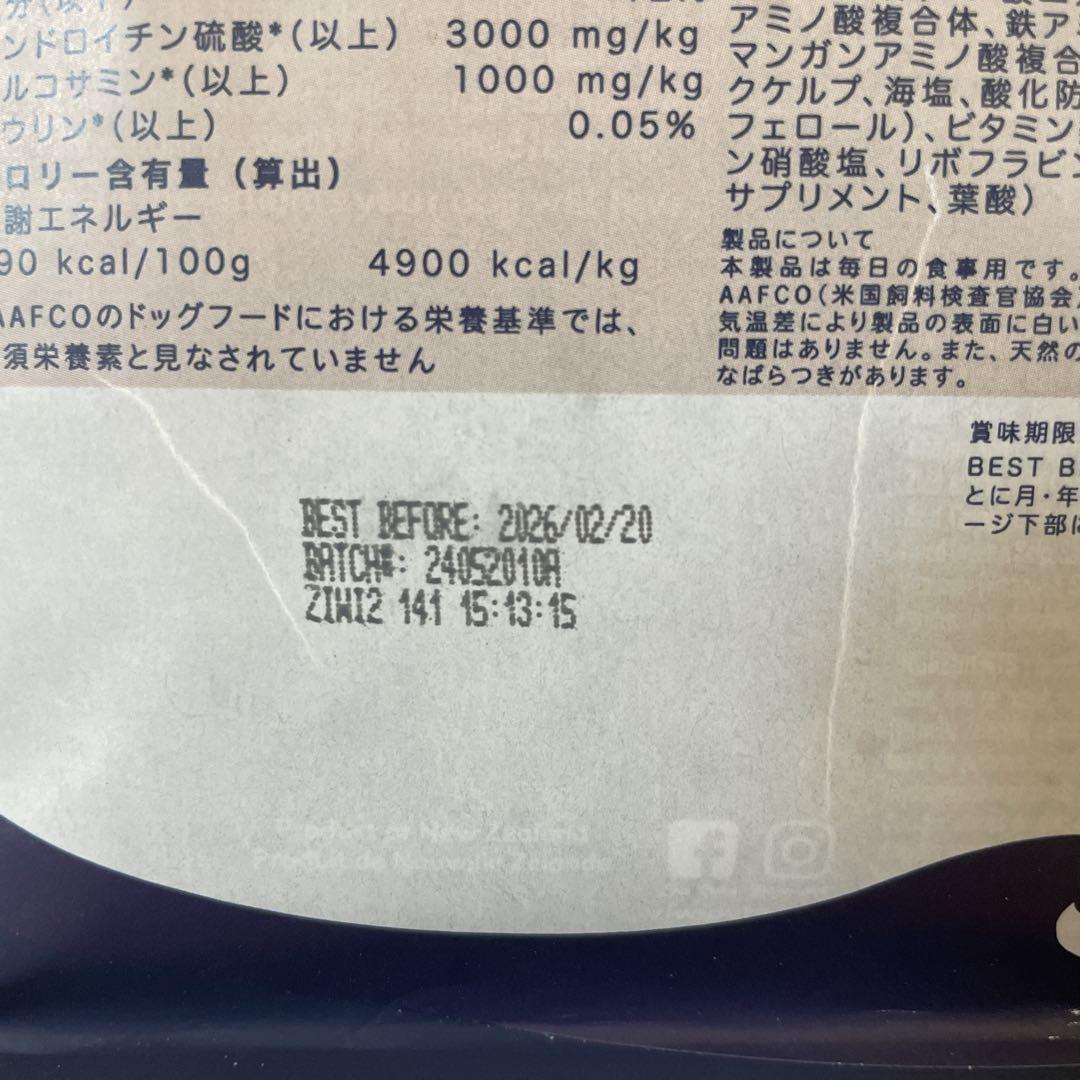 分(以下)
ンドロイチン硫酸*(以上) 3000 mg/kg
ルコサミン*(以上) 1000 mg/kg
ウリン*(以上) 0.05%
ロリー含有量（算出）
謝エネルギー
90 kcal/100g 4900 kcal/kg
AAFCOのドッグフードにおける栄養基準では、
須栄養素と見なされていません
アミノ酸複合体、鉄ア
マンガンアミノ酸複合
クケルプ、海塩、酸化防
フェロール)、ビタミン
ン硝酸塩、リボフラビン
サプリメント、葉酸)
製品について
本製品は毎日の食事用です。
AAFCO(米国飼料検査官協会)
気温差により製品の表面に白い
問題はありません。また、天然の
なばらつきがあります。
賞味期限
BEST B
とに月・年
ージ下部に
BEST BEFORE: 2026/02/20
BATCH#: 24052010A
ZIWI2 141 15:13:15
Product of New Zealand
Produit de Nouvelle Zélande